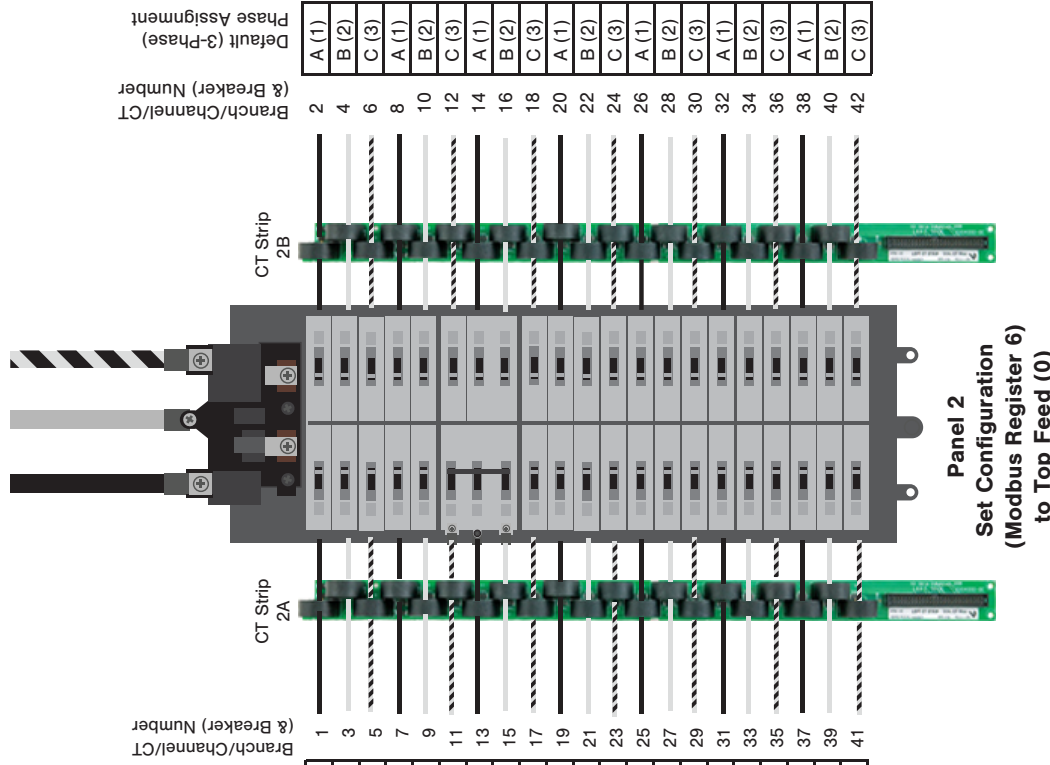 Default (3-Phase)
Phase Assignment
A (1)
B (2)
C (3)
A (1)
B (2)
C (3)
A (1)
B (2)
C (3)
A (1)
B (2)
C (3)
A (1)
B (2)
C (3)
A (1)
B (2)
C (3)
A (1)
B (2)
C (3)
Branch/Channel/CT
(& Breaker) Number
2
4
6
8
10
12
14
16
18
20
22
24
26
28
30
32
34
36
38
40
42
CT Strip
2B
CT Strip
2A
Branch/Channel/CT
(& Breaker) Number
1
3
5
7
9
11
13
15
17
19
21
23
25
27
29
31
33
35
37
39
41
Panel 2
Set Configuration
(Modbus Register 6)
to Top Feed (0)